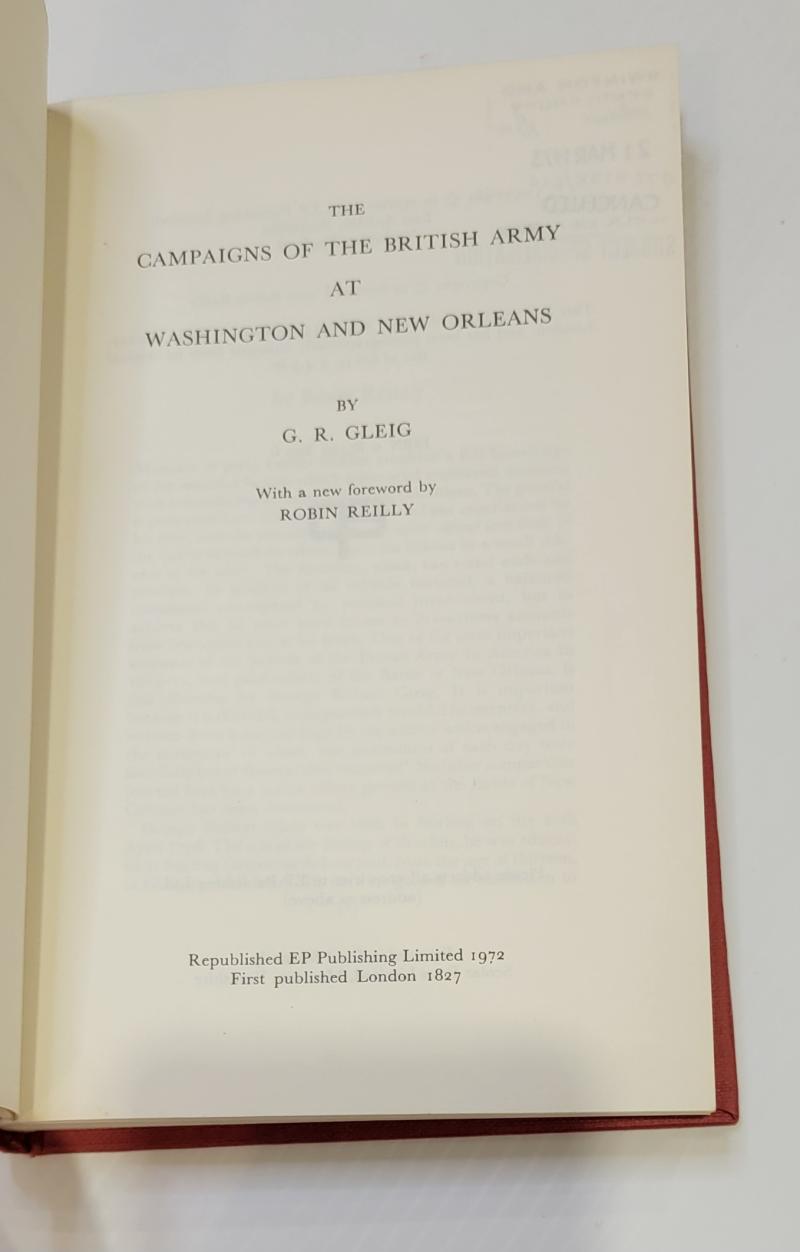 THE
CAMPAIGNS OF THE BRITISH ARMY
AT
WASHINGTON AND NEW ORLEANS
BY
G. R. GLEIG
With a new foreword by
ROBIN REILLY
Republished EP Publishing Limited 1972
First published London 1827